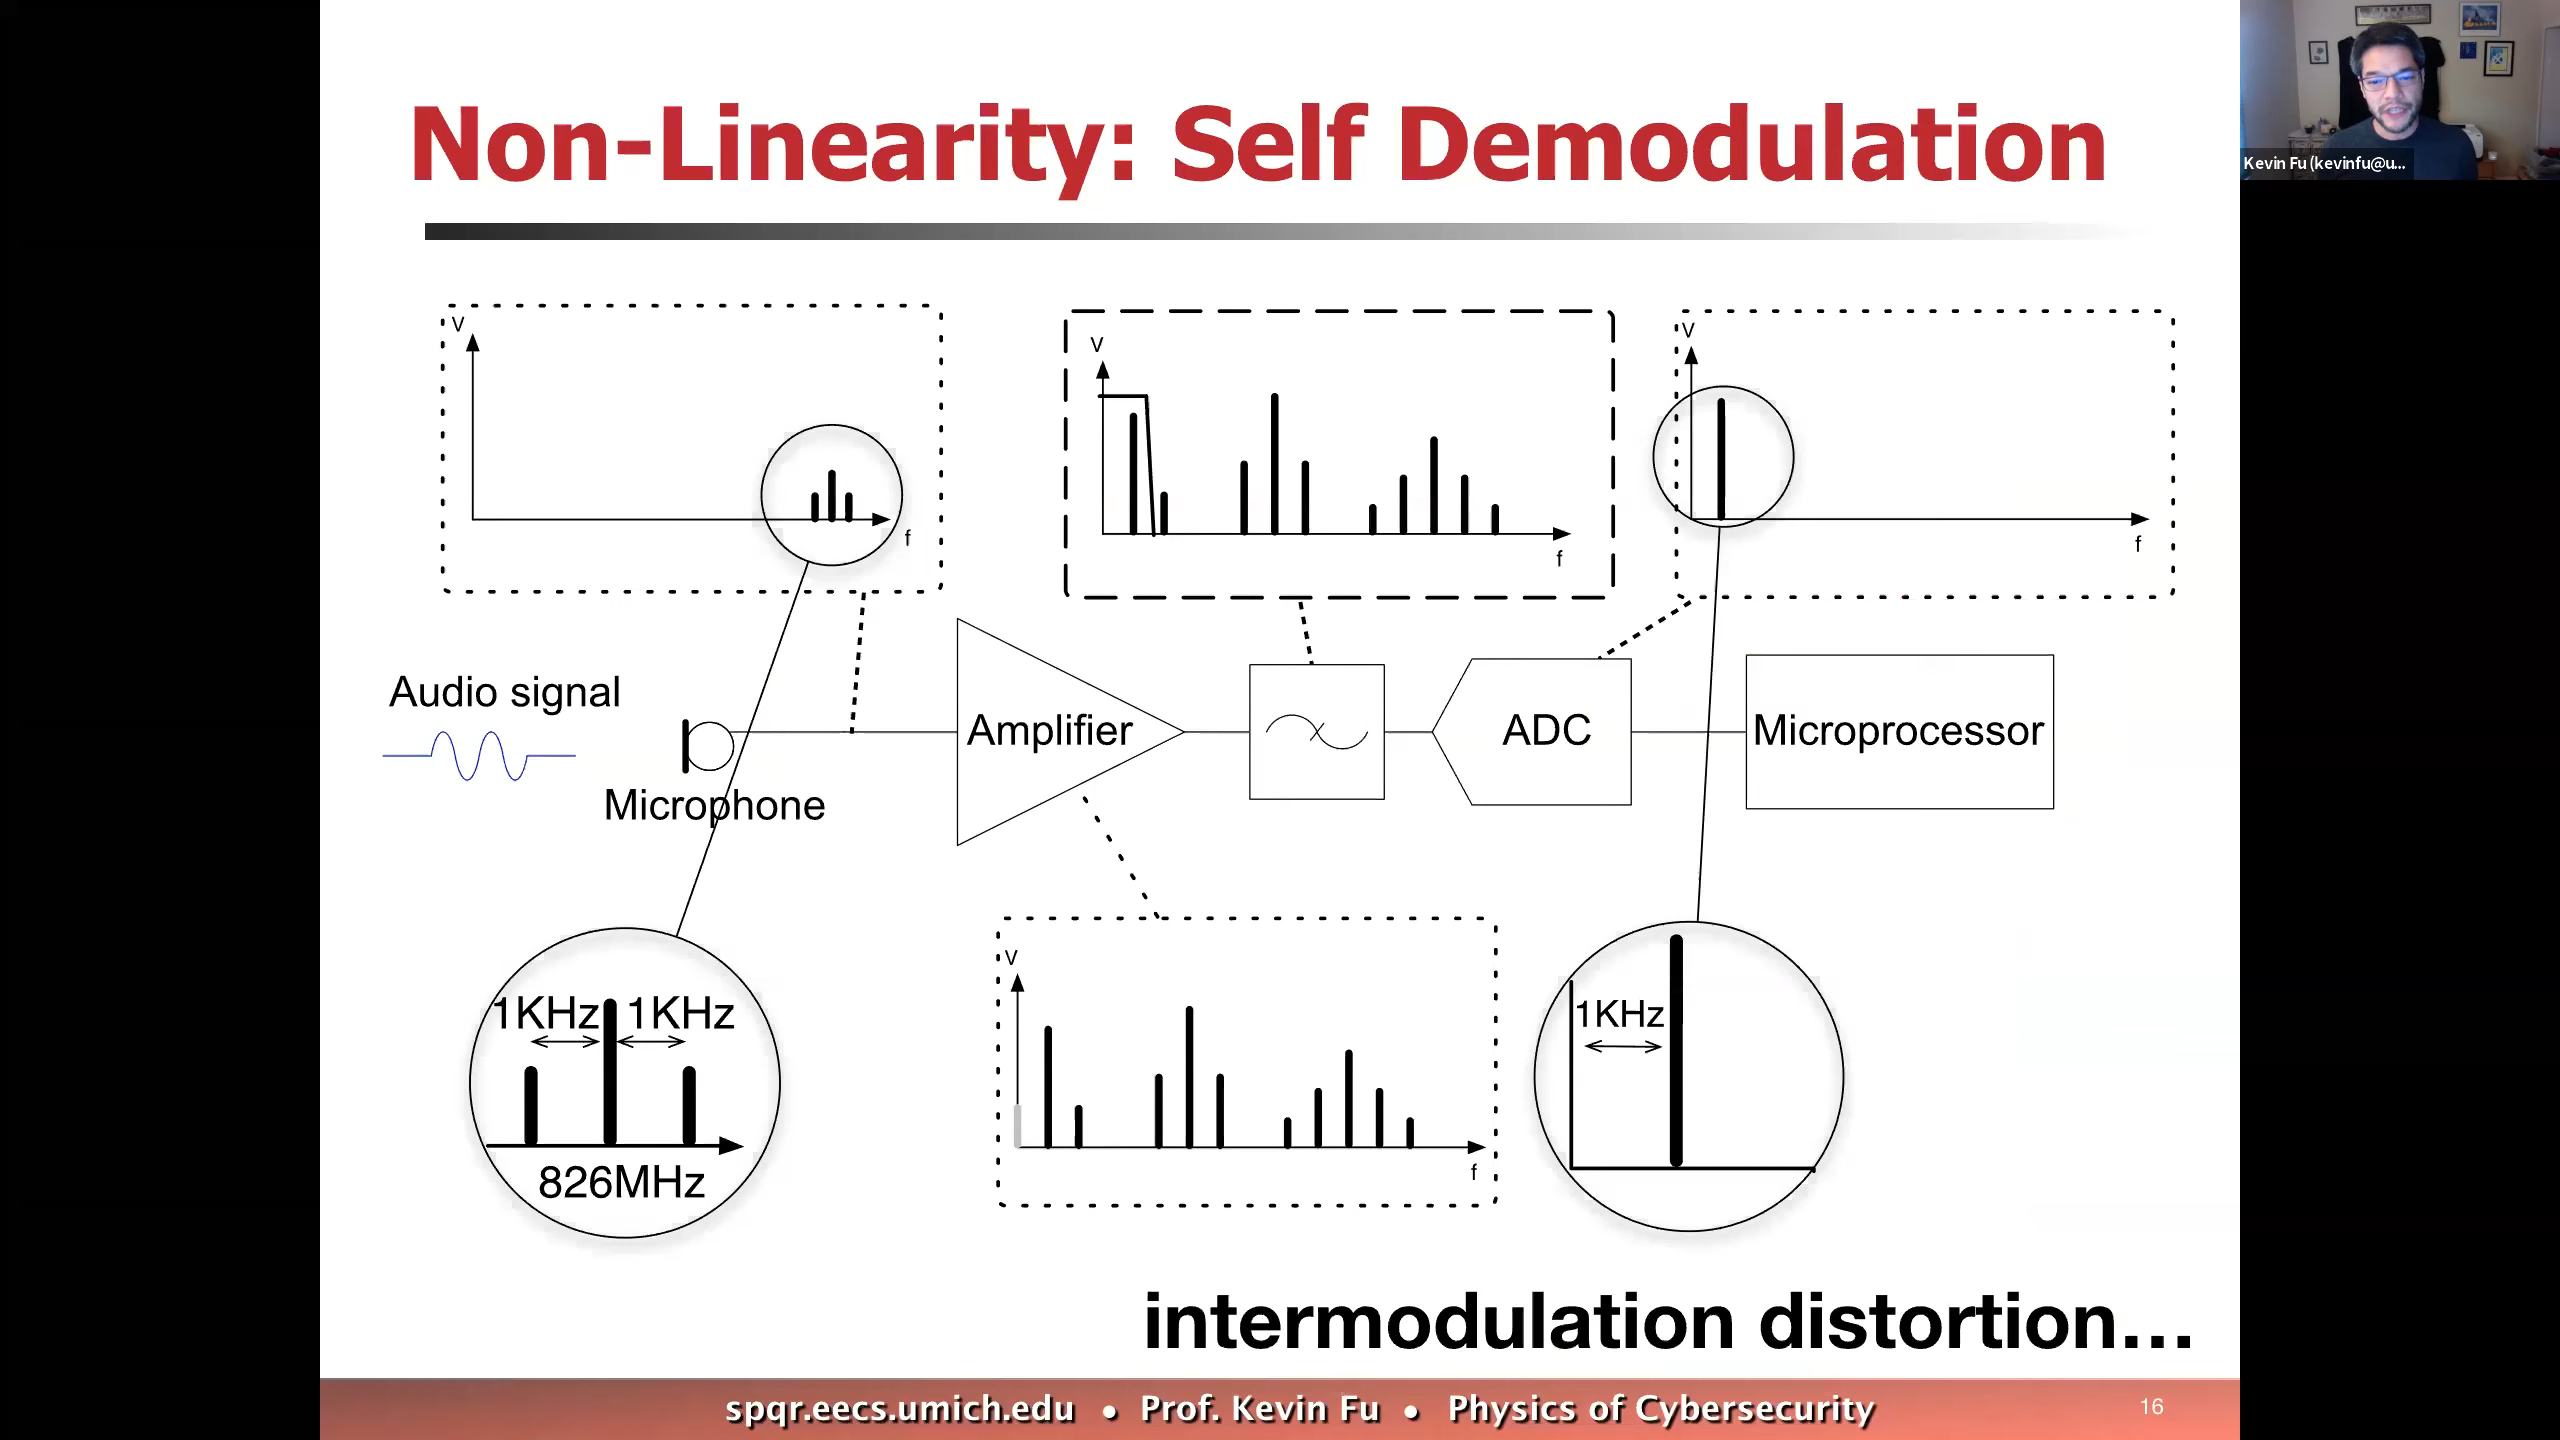 Non-Linearity: Self Demodulation
Kevin Fu (kevinfu@u...
V
f
V
f
V
f
Audio signal
Microphone
Amplifier
ADC
Microprocessor
1KHz 1KHz
826MHz
V
f
1KHz
intermodulation distortion...
spqr.eecs.umich.edu • Prof. Kevin Fu • Physics of Cybersecurity
16